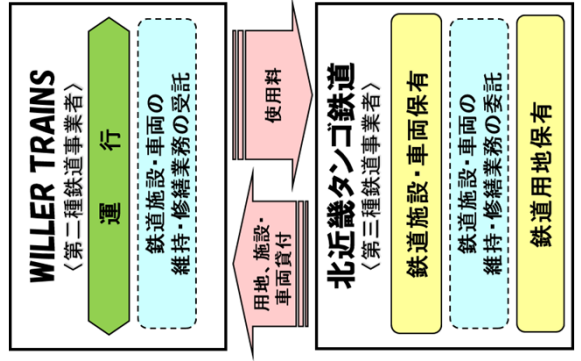 WILLER TRAINS
〈第二種鉄道事業者〉
運　行
鉄道施設・車両の
維持・修繕業務の受託
使用料
用地、施設・
車両貸付
北近畿タンゴ鉄道
〈第三種鉄道事業者〉
鉄道施設・車両保有
鉄道施設・車両の
維持・修繕業務の委託
鉄道用地保有